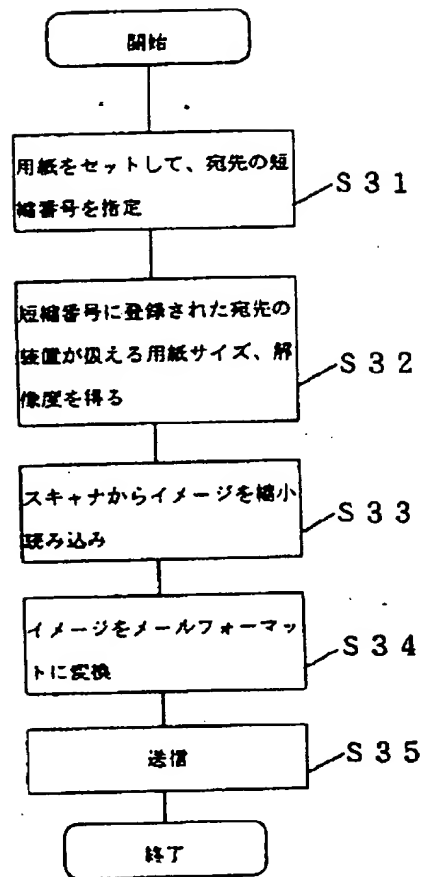 開始
用紙をセットして、宛先の短
縮番号を指定
S31
短縮番号に登録された宛先の
装置が扱える用紙サイズ、解
像度を得る
S32
スキャナからイメージを縮小
読み込み
S33
イメージをメールフォーマッ
トに変換
S34
送信
S35
終了